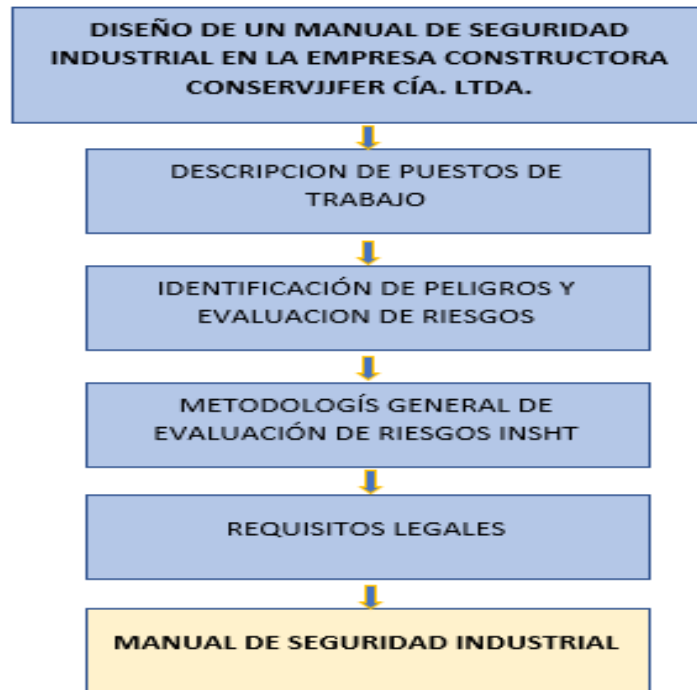 DISEÑO DE UN MANUAL DE SEGURIDAD
INDUSTRIAL EN LA EMPRESA CONSTRUCTORA
CONSERVJJFER CÍA. LTDA.
DESCRIPCION DE PUESTOS DE
TRABAJO
IDENTIFICACIÓN DE PELIGROS Y
EVALUACION DE RIESGOS
METODOLOGÍS GENERAL DE
EVALUACIÓN DE RIESGOS INSHT
REQUISITOS LEGALES
MANUAL DE SEGURIDAD INDUSTRIAL